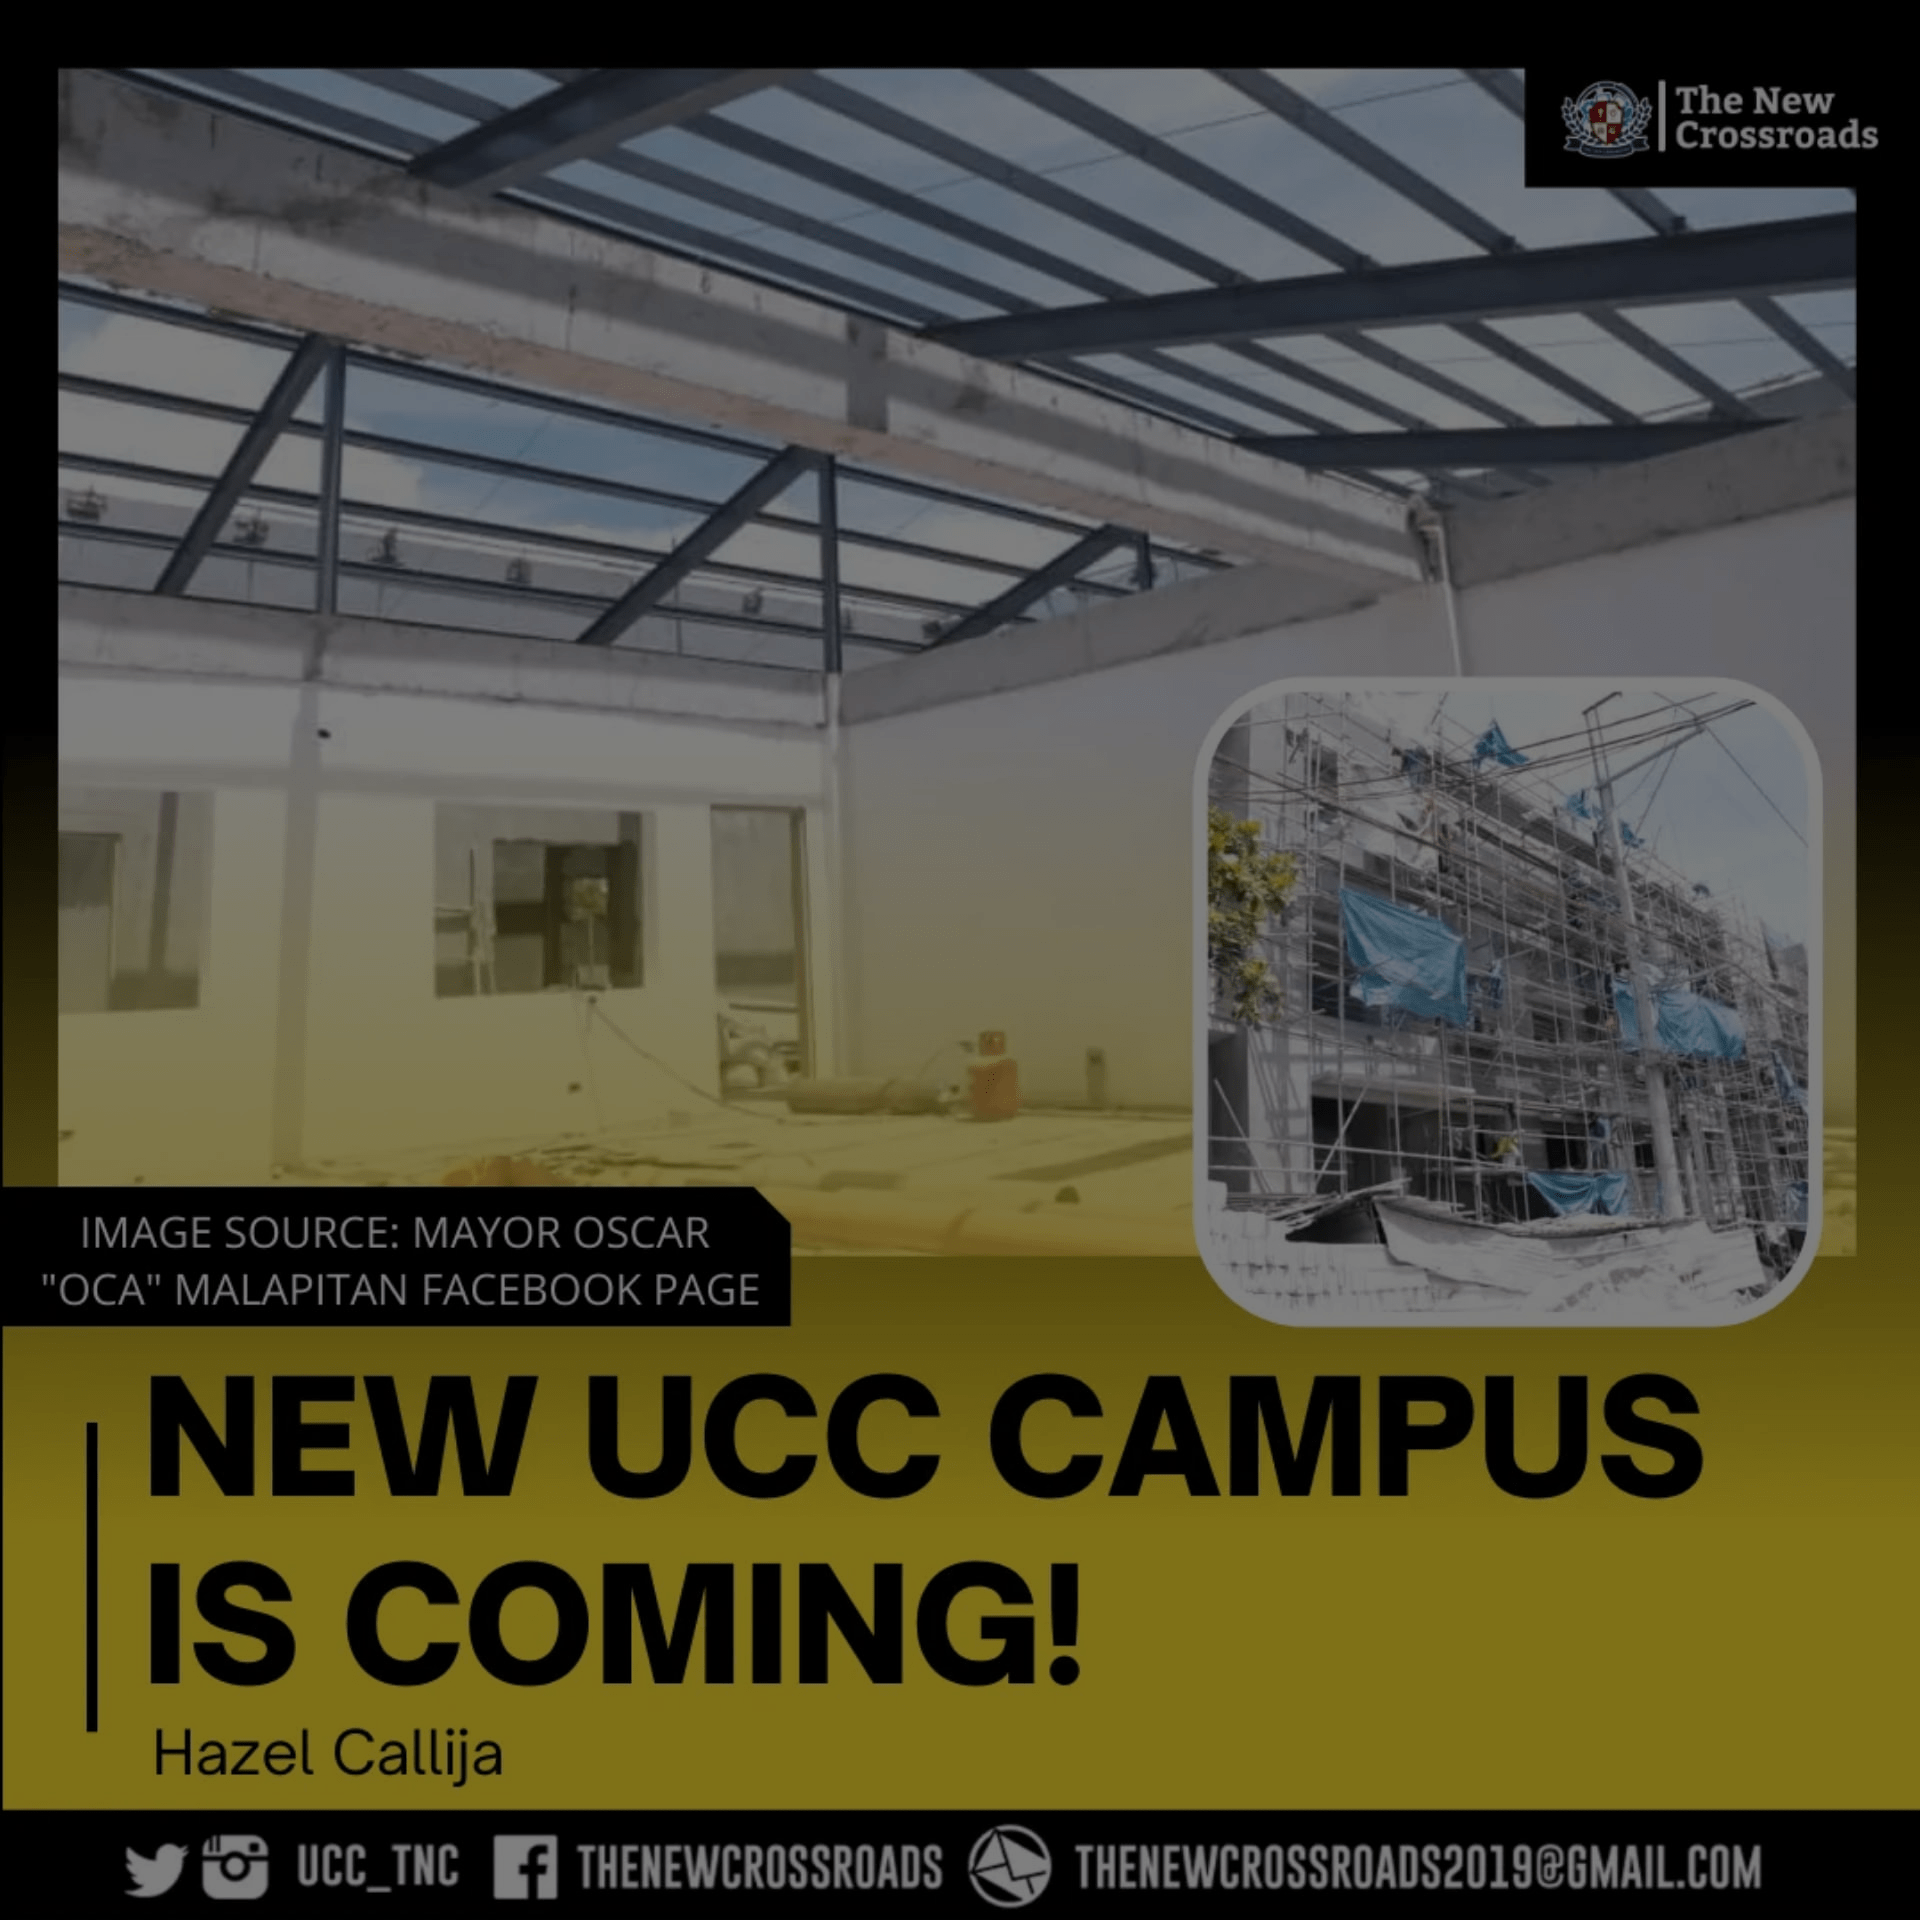 The New
Crossroads
IMAGE SOURCE: MAYOR OSCAR
"OCA" MALAPITAN FACEBOOK PAGE
NEW UCC CAMPUS
IS COMING!
Hazel Callija
UCC_TNC THENEWCROSSROADS THENEWCROSSROADS2019@GMAIL.COM